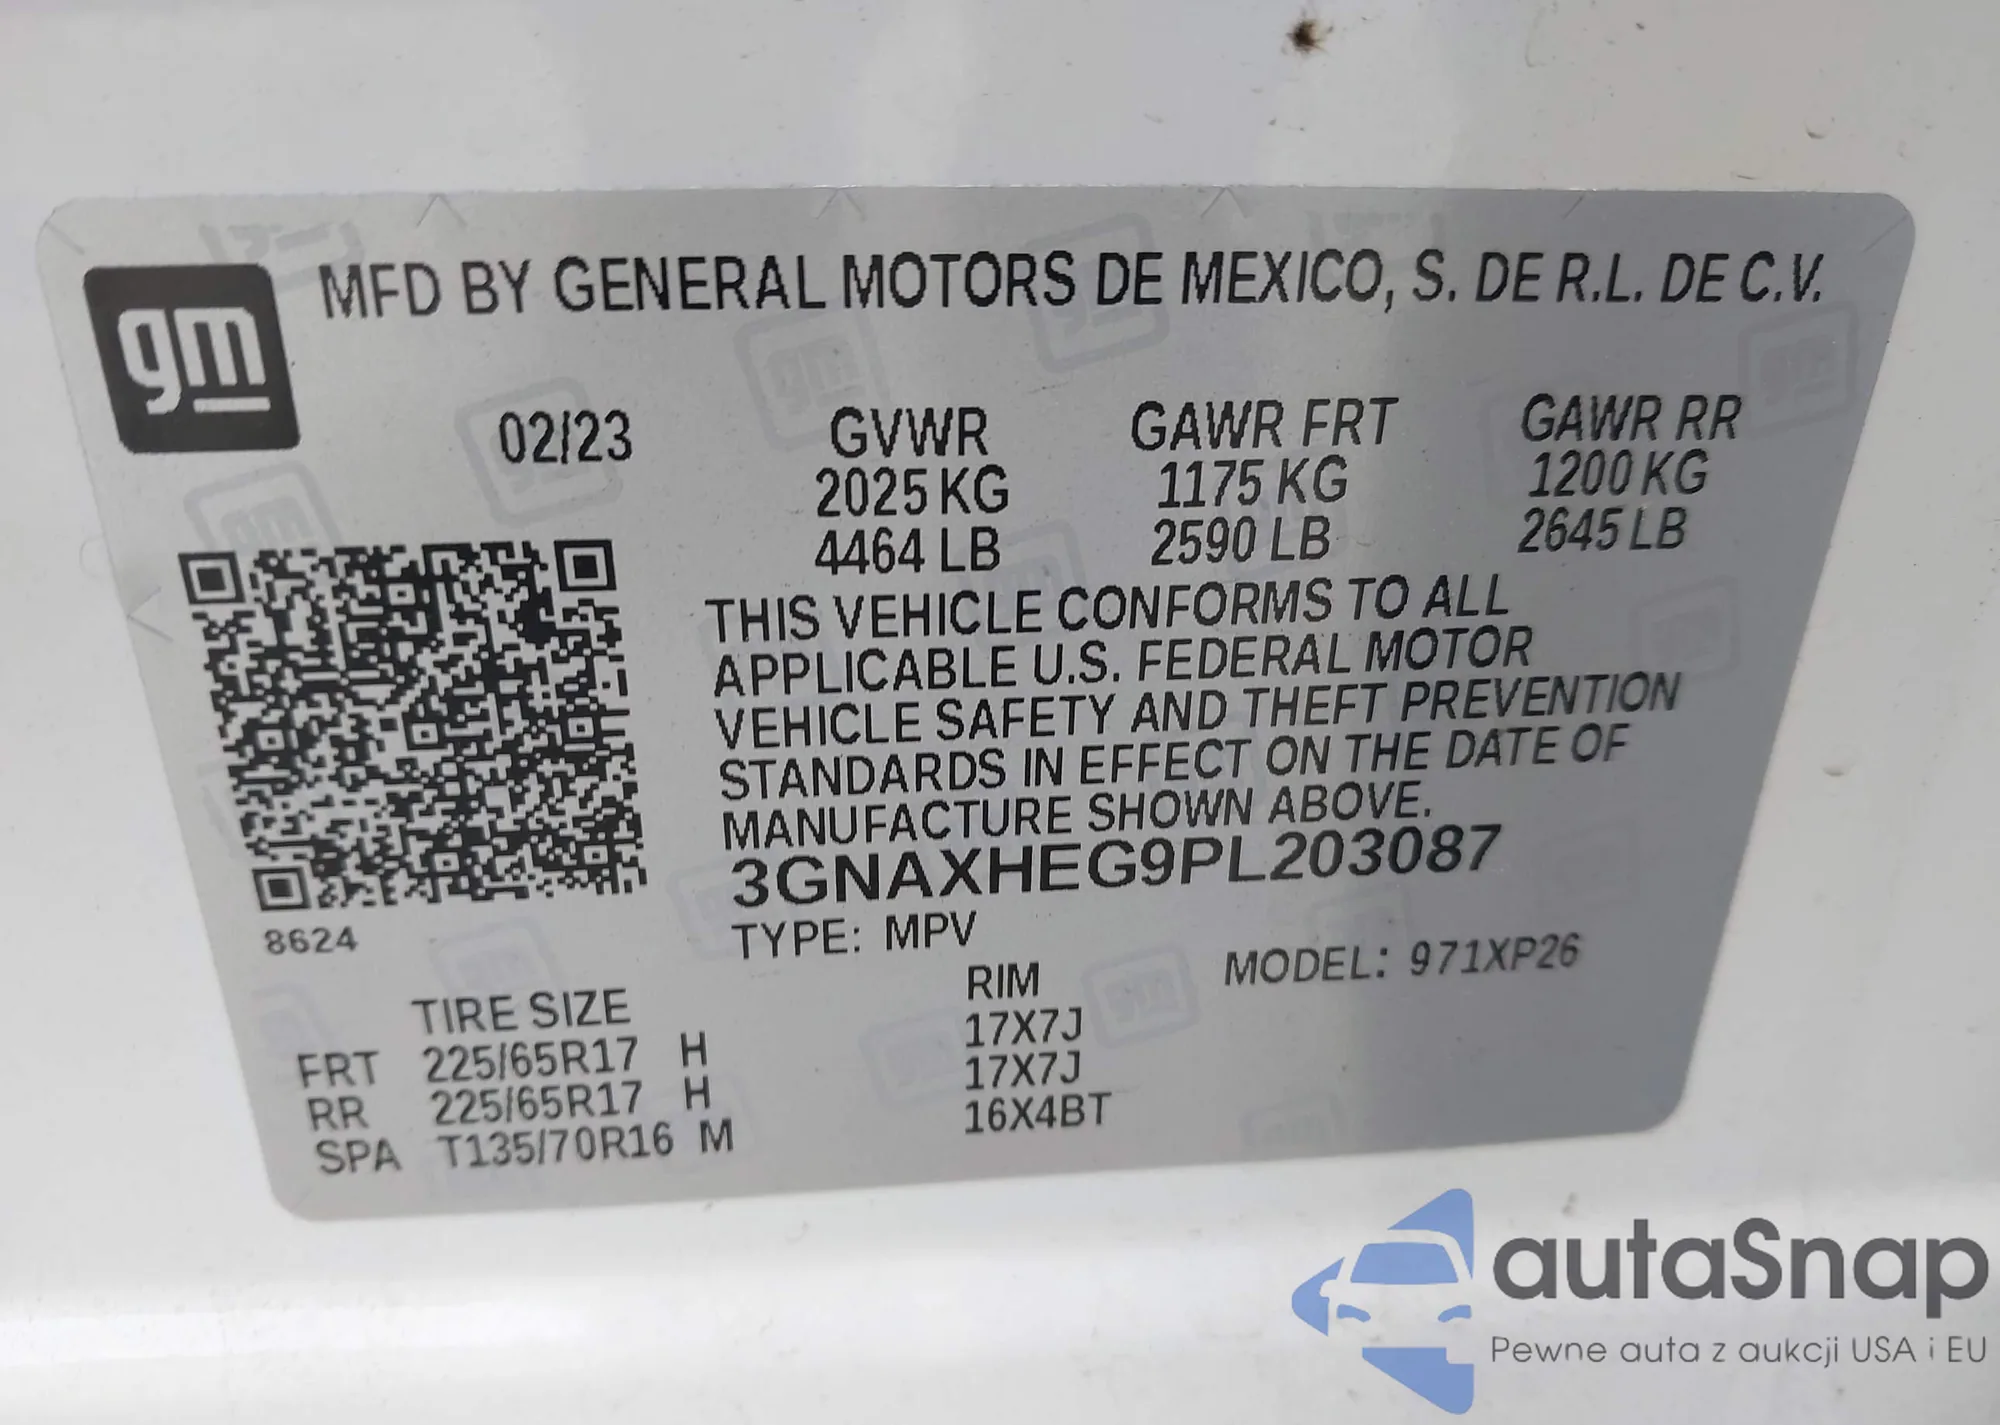 gm
MFD BY GENERAL MOTORS DE MEXICO, S. DE R.L. DE C.V.
02/23 GVWR GAWR FRT GAWR RR
2025 KG 1175 KG 1200 KG
4464 LB 2590 LB 2645 LB
THIS VEHICLE CONFORMS TO ALL
APPLICABLE U.S. FEDERAL MOTOR
VEHICLE SAFETY AND THEFT PREVENTION
STANDARDS IN EFFECT ON THE DATE OF
MANUFACTURE SHOWN ABOVE.
3GNAXHEG9PL203087
8624
TYPE: MPV MODEL: 971XP26
TIRE SIZE RIM
FRT 225/65R17 H 17X7J
RR 225/65R17 H 17X7J
SPA T135/70R16 M 16X4BT
autaSnap
Pewne auta z aukcji USA i EU